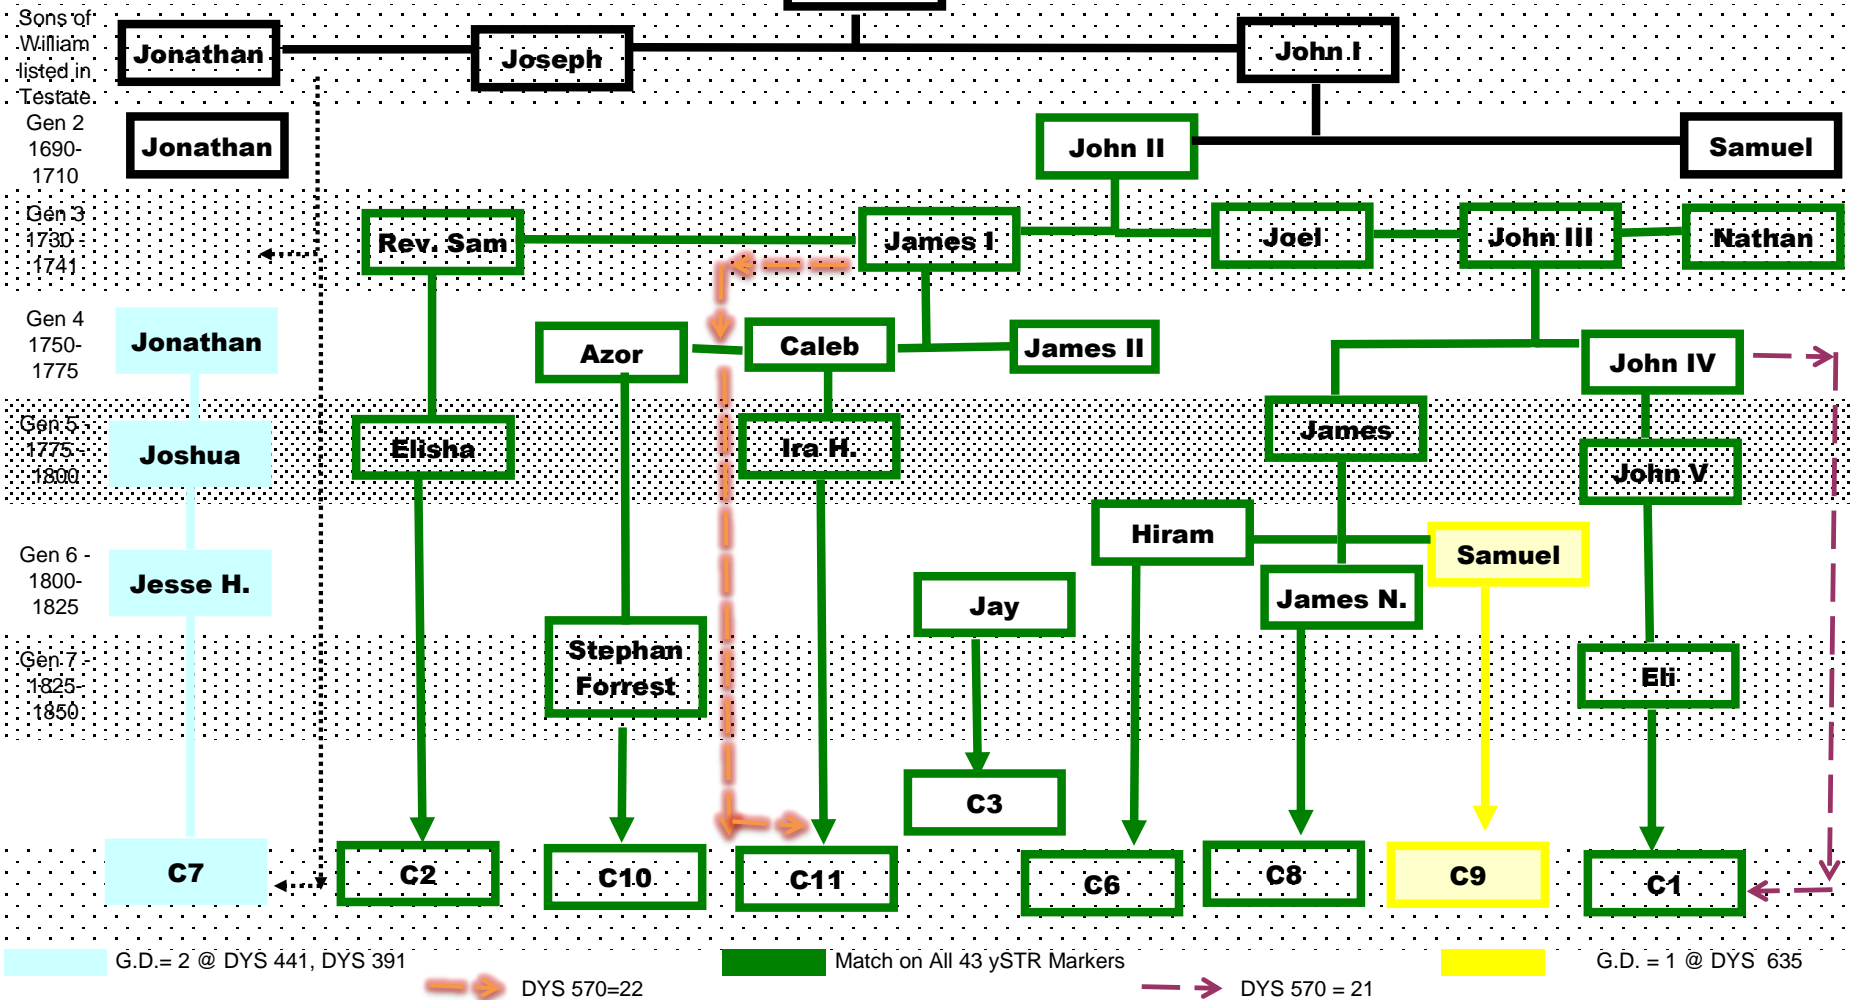 Sons of
William
listed in
Testate
Jonathan
Joseph
John I
Gen 2
1690-
1710
Jonathan
John II
Samuel
Gen 3
1730 -
1741
Rev. Sam
James I
Joel
John III
Nathan
Gen 4
1750-
1775
Jonathan
Azor
Caleb
James II
John IV
Gen 5 -
1775 -
1800
Joshua
Elisha
Ira H.
James
John V
Gen 6 -
1800-
1825
Jesse H.
Hiram
Samuel
Jay
James N.
Gen 7 -
1825-
1850
Stephan
Forrest
Eli
C3
C7
C2
C10
C11
C6
C8
C9
C1
G.D.= 2 @ DYS 441, DYS 391
Match on All 43 ySTR Markers
G.D. = 1 @ DYS 635
DYS 570=22
DYS 570 = 21